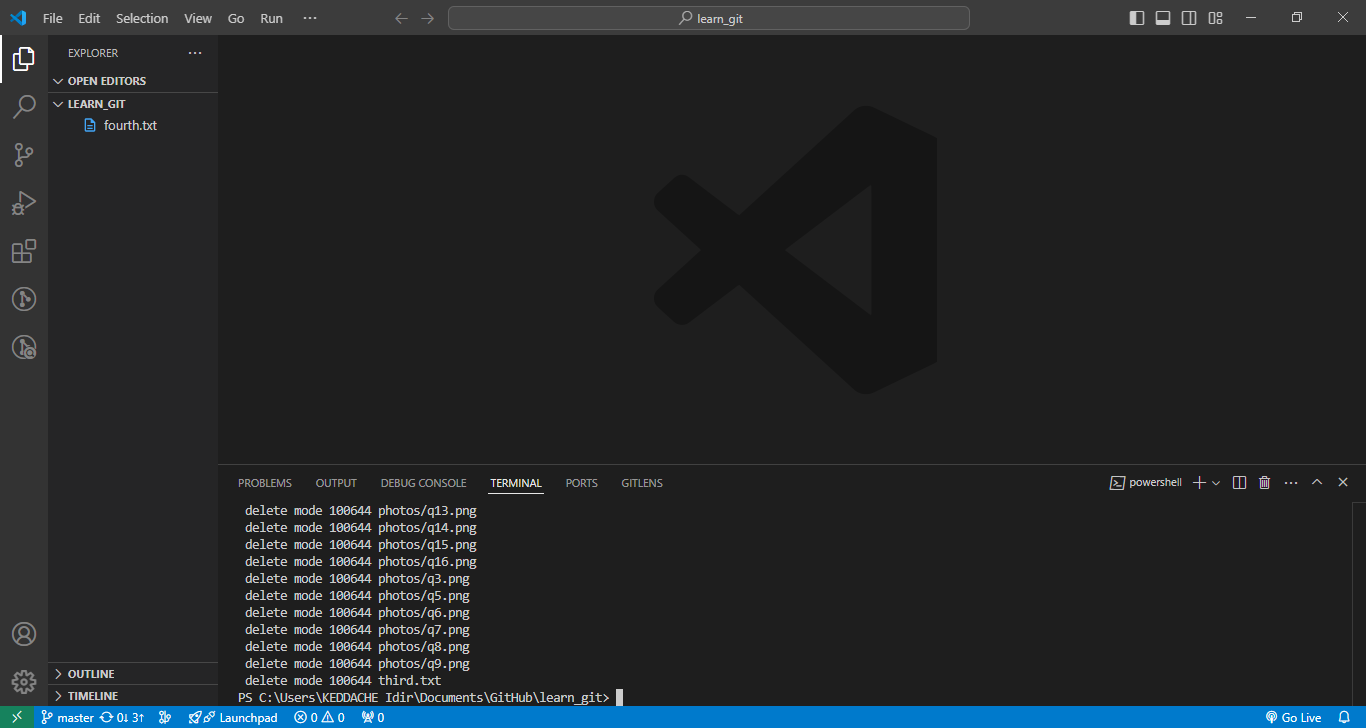 File Edit Selection View Go Run ···
learn_git
EXPLORER ···
OPEN EDITORS
LEARN_GIT
fourth.txt
PROBLEMS OUTPUT DEBUG CONSOLE TERMINAL PORTS GITLENS
powershell
delete mode 100644 photos/q13.png
delete mode 100644 photos/q14.png
delete mode 100644 photos/q15.png
delete mode 100644 photos/q16.png
delete mode 100644 photos/q3.png
delete mode 100644 photos/q5.png
delete mode 100644 photos/q6.png
delete mode 100644 photos/q7.png
delete mode 100644 photos/q8.png
delete mode 100644 photos/q9.png
delete mode 100644 third.txt
PS C:\Users\KEDDACHE Idir\Documents\GitHub\learn_git>
OUTLINE
TIMELINE
master 0↓ 3↑ Launchpad 0 0 0 Go Live